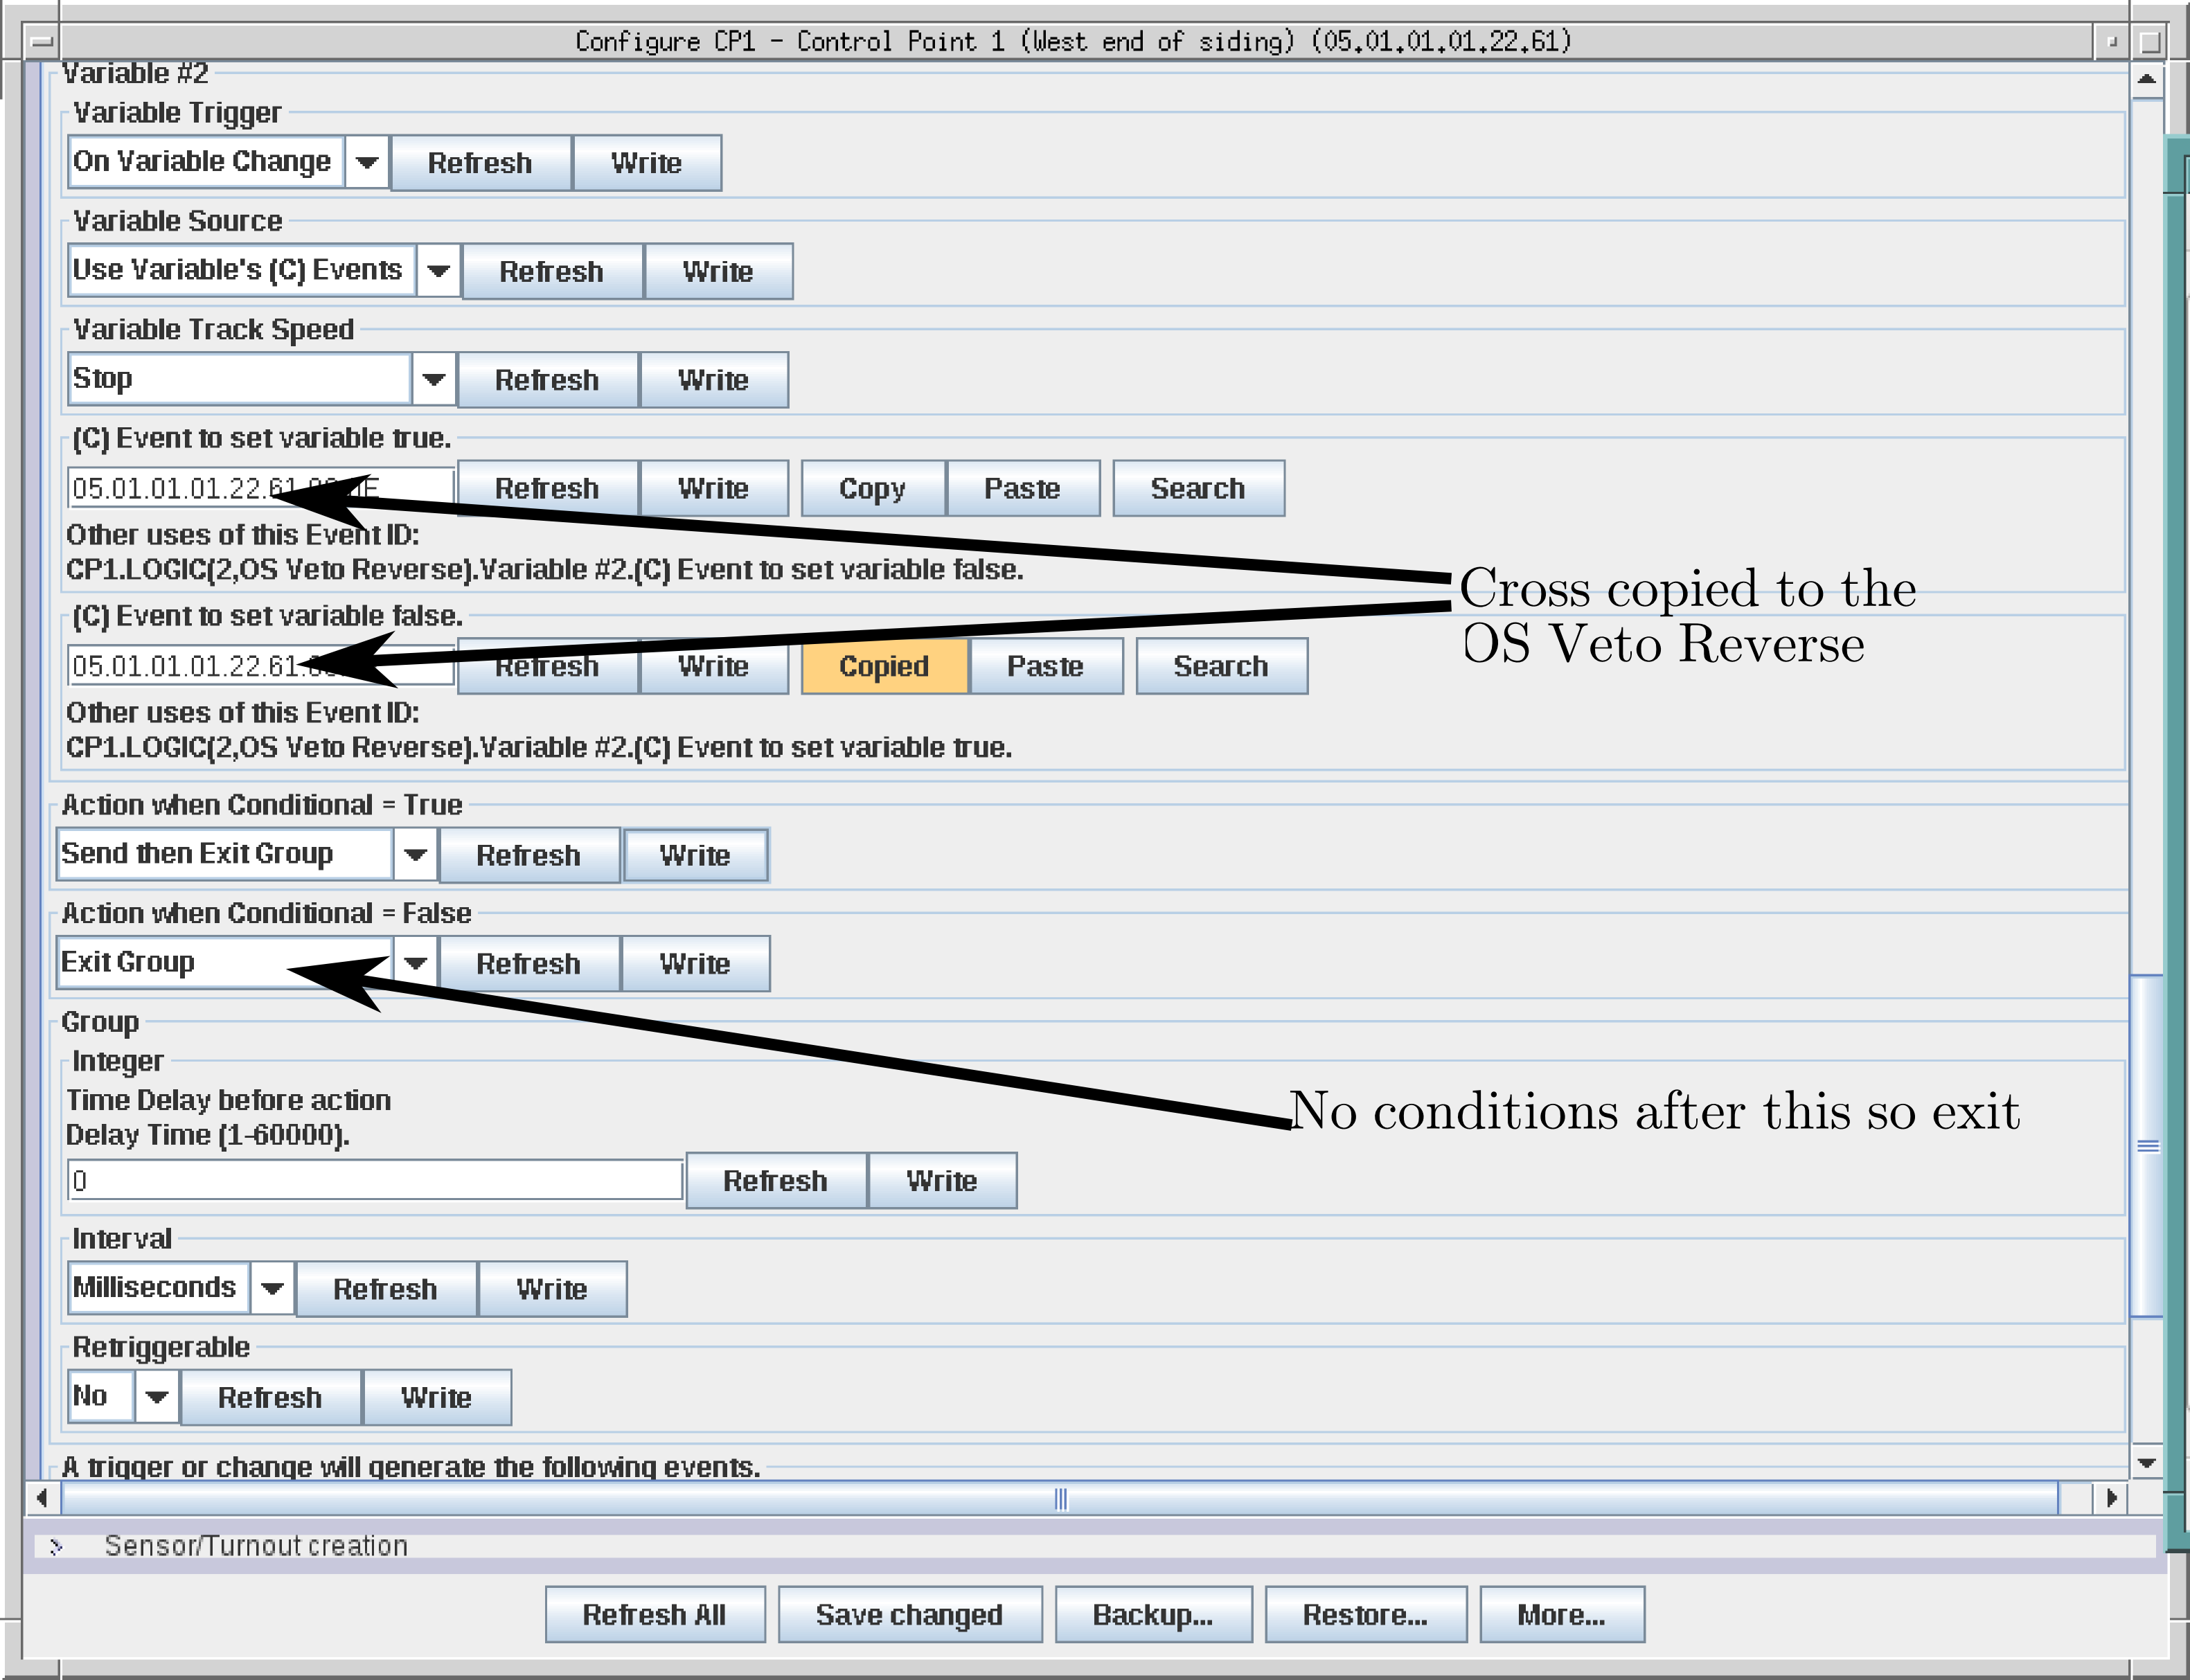 Configure CP1 - Control Point 1 (West end of siding) (05.01.01.01.22.61)
Variable #2
Variable Trigger
On Variable Change Refresh Write
Variable Source
Use Variable's (C) Events Refresh Write
Variable Track Speed
Stop Refresh Write
(C) Event to set variable true.
05.01.01.01.22.61. Refresh Write Copy Paste Search
Other uses of this Event ID:
CP1.LOGIC(2,OS Veto Reverse).Variable #2.(C) Event to set variable false.
Cross copied to the
OS Veto Reverse
(C) Event to set variable false.
05.01.01.01.22.61. Refresh Write Copied Paste Search
Other uses of this Event ID:
CP1.LOGIC(2,OS Veto Reverse).Variable #2.(C) Event to set variable true.
Action when Conditional = True
Send then Exit Group Refresh Write
Action when Conditional = False
Exit Group Refresh Write
Group
Integer
Time Delay before action
No conditions after this so exit
Delay Time (1-60000).
0 Refresh Write
Interval
Milliseconds Refresh Write
Retriggerable
No Refresh Write
A trigger or change will generate the following events.
Sensor/Turnout creation
Refresh All Save changed Backup... Restore... More...